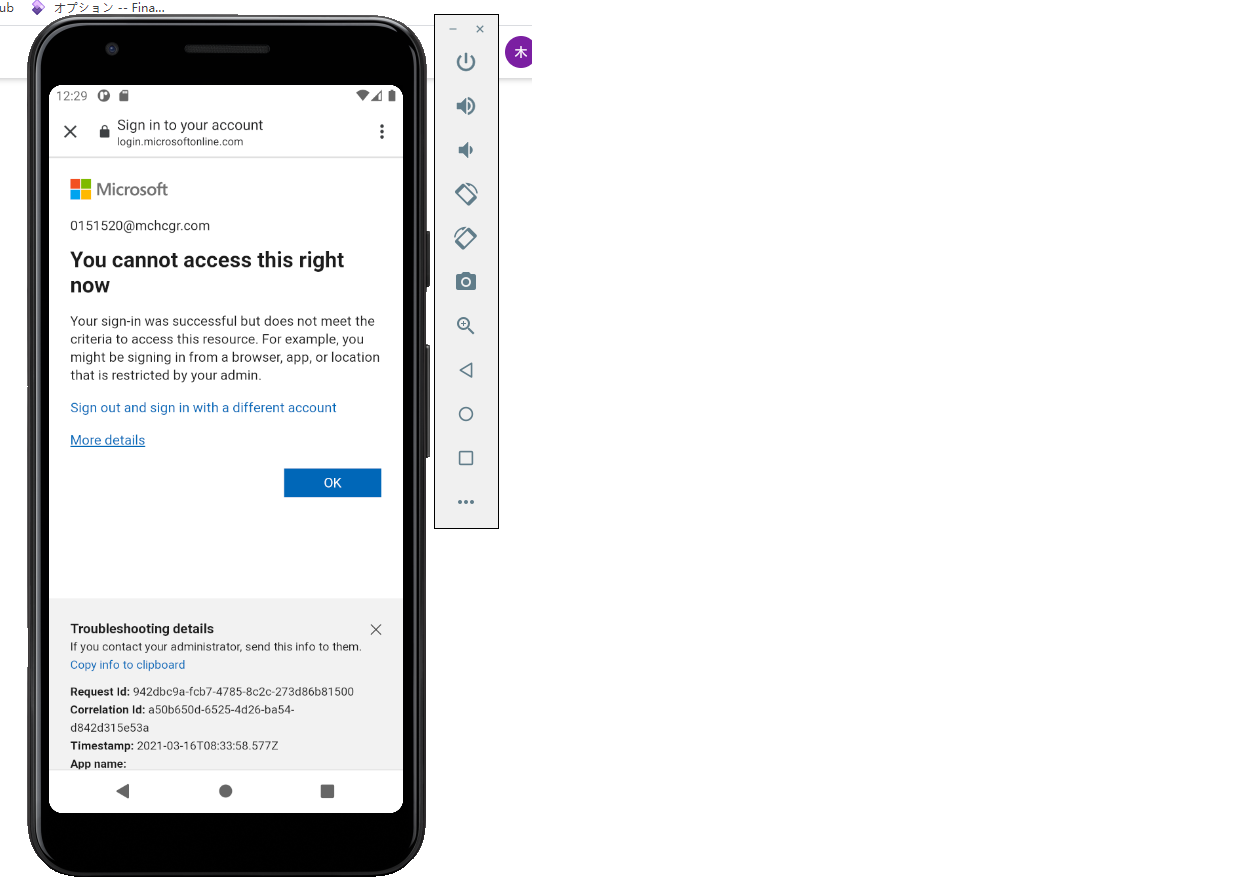 ub オプション -- Fina...
木
12:29
Sign in to your account
login.microsoftonline.com
Microsoft
0151520@mchcgr.com
You cannot access this right
now
Your sign-in was successful but does not meet the
criteria to access this resource. For example, you
might be signing in from a browser, app, or location
that is restricted by your admin.
Sign out and sign in with a different account
More details
OK
Troubleshooting details
If you contact your administrator, send this info to them.
Copy info to clipboard
Request Id: 942dbc9a-fcb7-4785-8c2c-273d86b81500
Correlation Id: a50b650d-6525-4d26-ba54-
d842d315e53a
Timestamp: 2021-03-16T08:33:58.577Z
App name: